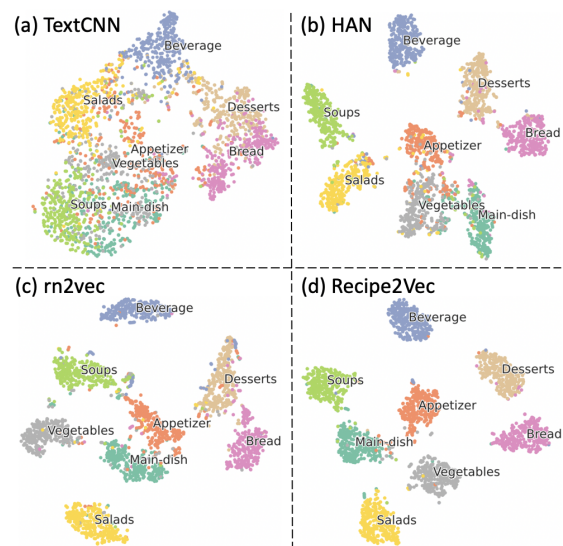 (a) TextCNN
Beverage
Salads
Desserts
Appetizer
Bread
Vegetables
Soups
Main-dish
(b) HAN
Beverage
Desserts
Soups
Bread
Appetizer
Salads
Vegetables
Main-dish
(c) rn2vec
Beverage
Soups
Desserts
Appetizer
Vegetables
Bread
Main-dish
Salads
(d) Recipe2Vec
Beverage
Desserts
Soups
Appetizer
Bread
Main-dish
Vegetables
Salads